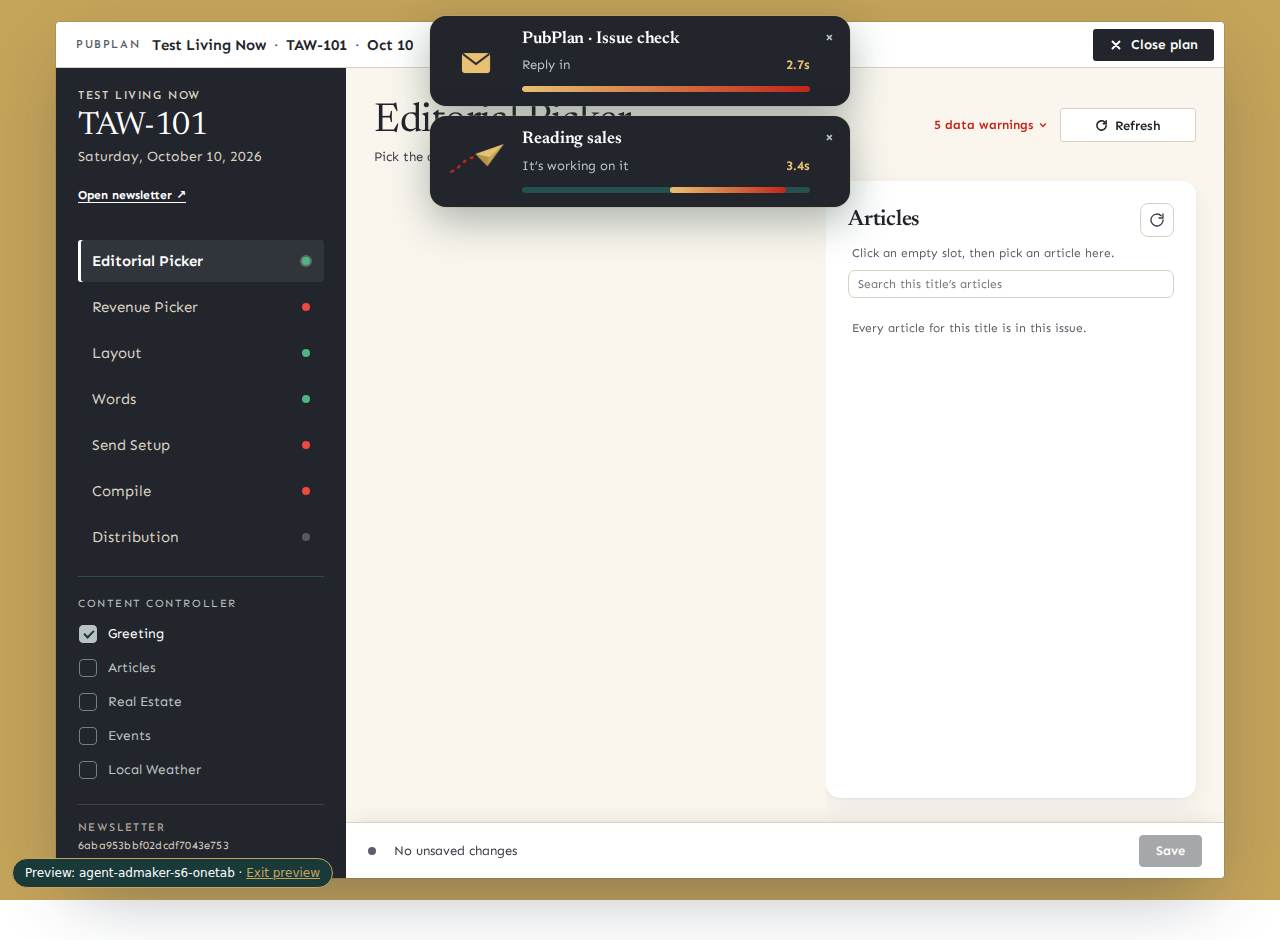 PUBPLAN Test Living Now · TAW-101 · Oct 10
Close plan
PubPlan · Issue check ×
Reply in 2.7s
Reading sales ×
It's working on it 3.4s
TEST LIVING NOW
TAW-101
Saturday, October 10, 2026
Open newsletter ↗
Editorial Picker
Revenue Picker
Layout
Words
Send Setup
Compile
Distribution
CONTENT CONTROLLER
Greeting
Articles
Real Estate
Events
Local Weather
NEWSLETTER
6aba953bbf02dcdf7043e753
Preview: agent-admaker-s6-onetab · Exit preview
Editorial Picker
Pick the
5 data warnings
Refresh
Articles
Click an empty slot, then pick an article here.
Search this title's articles
Every article for this title is in this issue.
No unsaved changes
Save